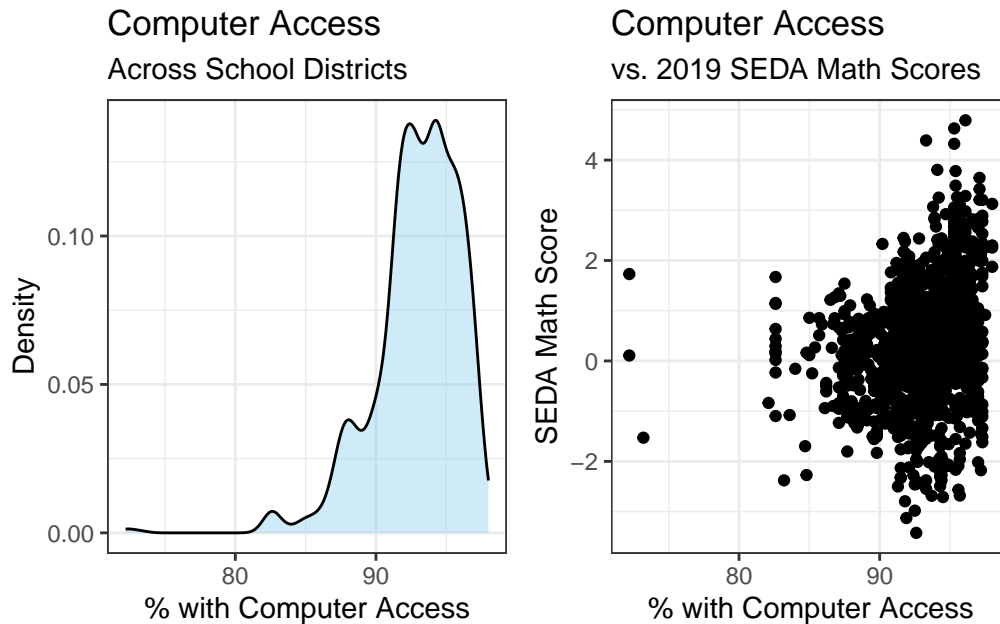 Computer Access
Across School Districts
Density
0.10
0.05
0.00
80 90
% with Computer Access
Computer Access
vs. 2019 SEDA Math Scores
SEDA Math Score
4
2
0
−2
80 90
% with Computer Access